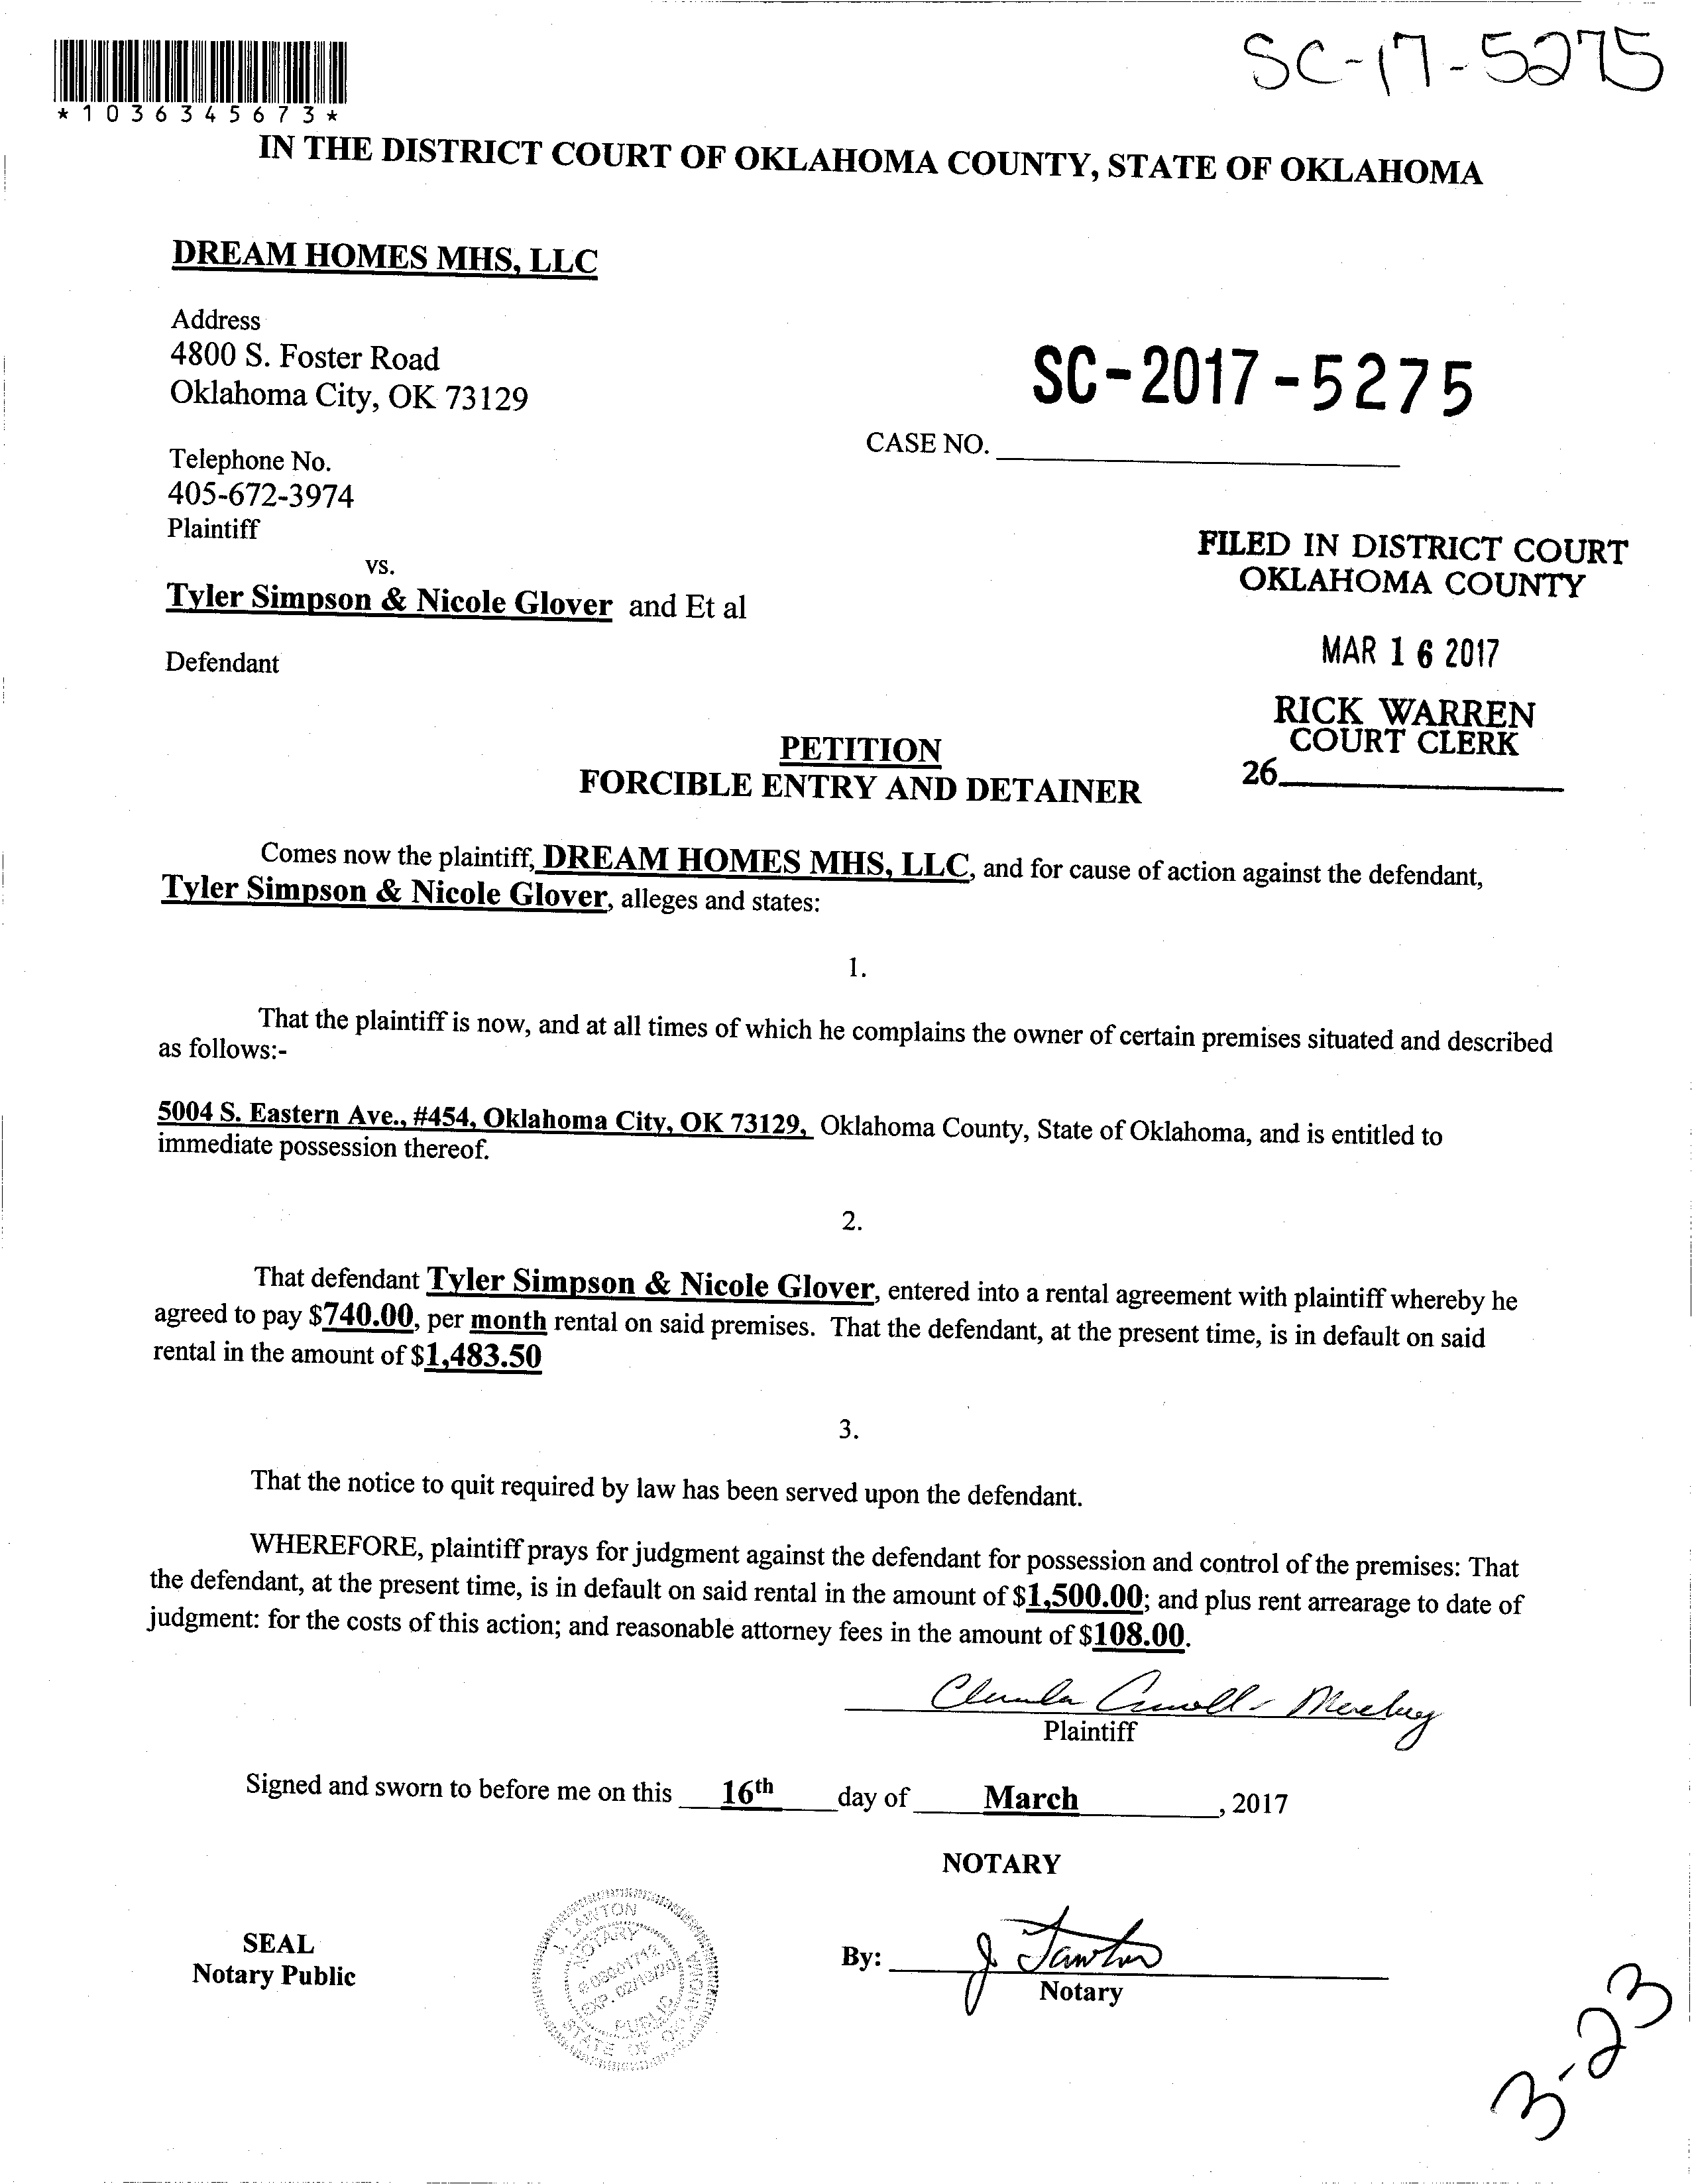 SC-17-5275
*1036345673*
IN THE DISTRICT COURT OF OKLAHOMA COUNTY, STATE OF OKLAHOMA
DREAM HOMES MHS, LLC
Address
4800 S. Foster Road
Oklahoma City, OK 73129
SC-2017-5275
CASE NO.
Telephone No.
405-672-3974
Plaintiff
vs.
Tyler Simpson & Nicole Glover and Et al
Defendant
FILED IN DISTRICT COURT
OKLAHOMA COUNTY
MAR 16 2017
RICK WARREN
COURT CLERK
26
PETITION
FORCIBLE ENTRY AND DETAINER
Comes now the plaintiff, DREAM HOMES MHS, LLC, and for cause of action against the defendant,
Tyler Simpson & Nicole Glover, alleges and states:
1.
That the plaintiff is now, and at all times of which he complains the owner of certain premises situated and described
as follows:-
5004 S. Eastern Ave., #454, Oklahoma City, OK 73129, Oklahoma County, State of Oklahoma, and is entitled to
immediate possession thereof.
2.
That defendant Tyler Simpson & Nicole Glover, entered into a rental agreement with plaintiff whereby he
agreed to pay $740.00, per month rental on said premises. That the defendant, at the present time, is in default on said
rental in the amount of $1,483.50
3.
That the notice to quit required by law has been served upon the defendant.
WHEREFORE, plaintiff prays for judgment against the defendant for possession and control of the premises: That
the defendant, at the present time, is in default on said rental in the amount of $1,500.00; and plus rent arrearage to date of
judgment: for the costs of this action; and reasonable attorney fees in the amount of $108.00.
Plaintiff
Signed and sworn to before me on this 16th day of March, 2017
NOTARY
SEAL
Notary Public
J. LAWTON
NOTARY
PUBLIC
STATE OF OKLAHOMA
By: J Lawton
Notary
3-23